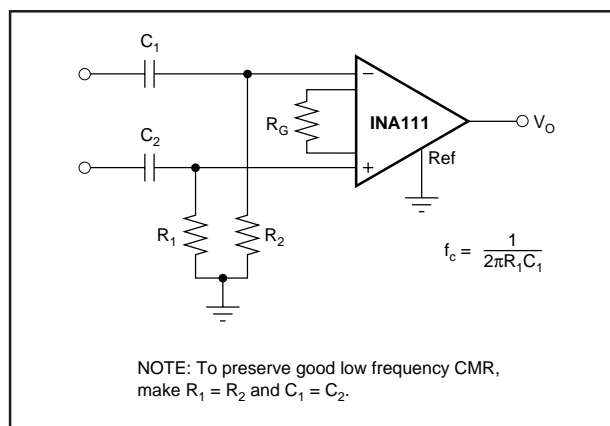 C1
C2
−
RG
INA111
VO
+
Ref
R1
R2
fc = 1 / 2πR1C1
NOTE: To preserve good low frequency CMR,
make R1 = R2 and C1 = C2.